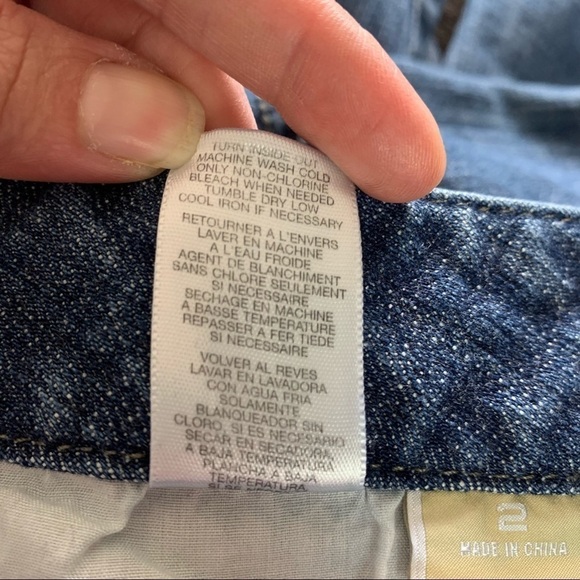 TURN INSIDE OUT
MACHINE WASH COLD
ONLY NON-CHLORINE
BLEACH WHEN NEEDED
TUMBLE DRY LOW
COOL IRON IF NECESSARY
RETOURNER A L'ENVERS
LAVER EN MACHINE
A L'EAU FROIDE
AGENT DE BLANCHIMENT
SANS CHLORE SEULEMENT
SI NECESSAIRE
SECHAGE EN MACHINE
A BASSE TEMPERATURE
REPASSER A FER TIEDE
SI NECESSAIRE
VOLVER AL REVES
LAVAR EN LAVADORA
CON AGUA FRIA
SOLAMENTE
BLANQUEADOR SIN
CLORO, SI ES NECESARIO
SECAR EN SECADORA,
A BAJA TEMPERATURA
PLANCHA A BAJA
TEMPERATURA
2
MADE IN CHINA